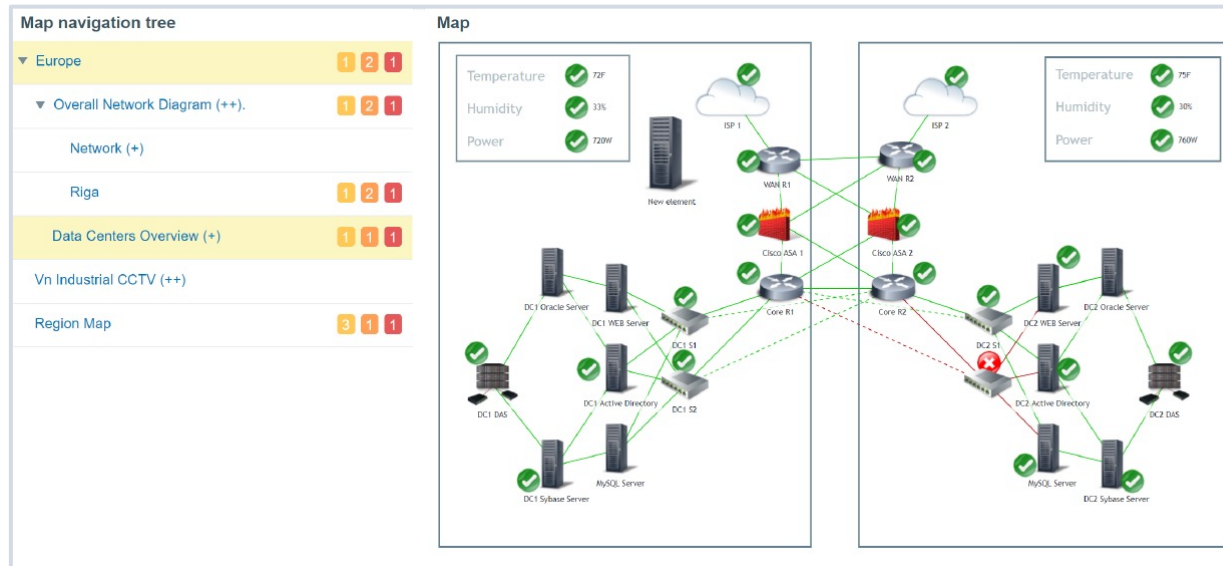 Map navigation tree
Europe
1 2 1
Overall Network Diagram (++).
1 2 1
Network (+)
Riga
1 2 1
Data Centers Overview (+)
1 1 1
Vn Industrial CCTV (++)
Region Map
3 1 1
Map
Temperature 72F
Humidity 33%
Power 720W
New element
ISP 1
WAN R1
Cisco ASA 1
Core R1
DC1 Oracle Server
DC1 WEB Server
DC1 S1
DC1 DAS
DC1 Active Directory
DC1 S2
DC1 Sybase Server
MySQL Server
Temperature 75F
Humidity 30%
Power 760W
ISP 2
WAN R2
Cisco ASA 2
Core R2
DC2 S1
DC2 WEB Server
DC2 Oracle Server
DC2 Active Directory
DC2 DAS
MySQL Server
DC2 Sybase Server